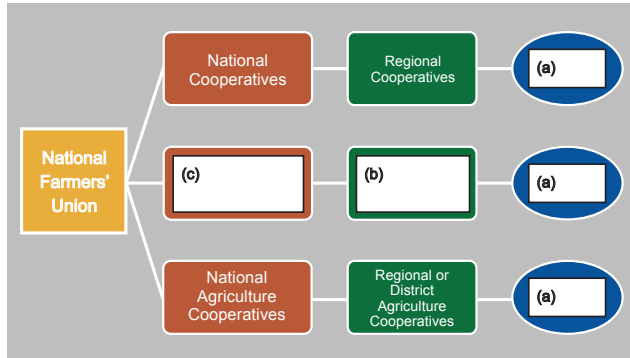 National
Cooperatives
Regional
Cooperatives
(a)
National
Farmers'
Union
(c)
(b)
(a)
National
Agriculture
Cooperatives
Regional or
District
Agriculture
Cooperatives
(a)